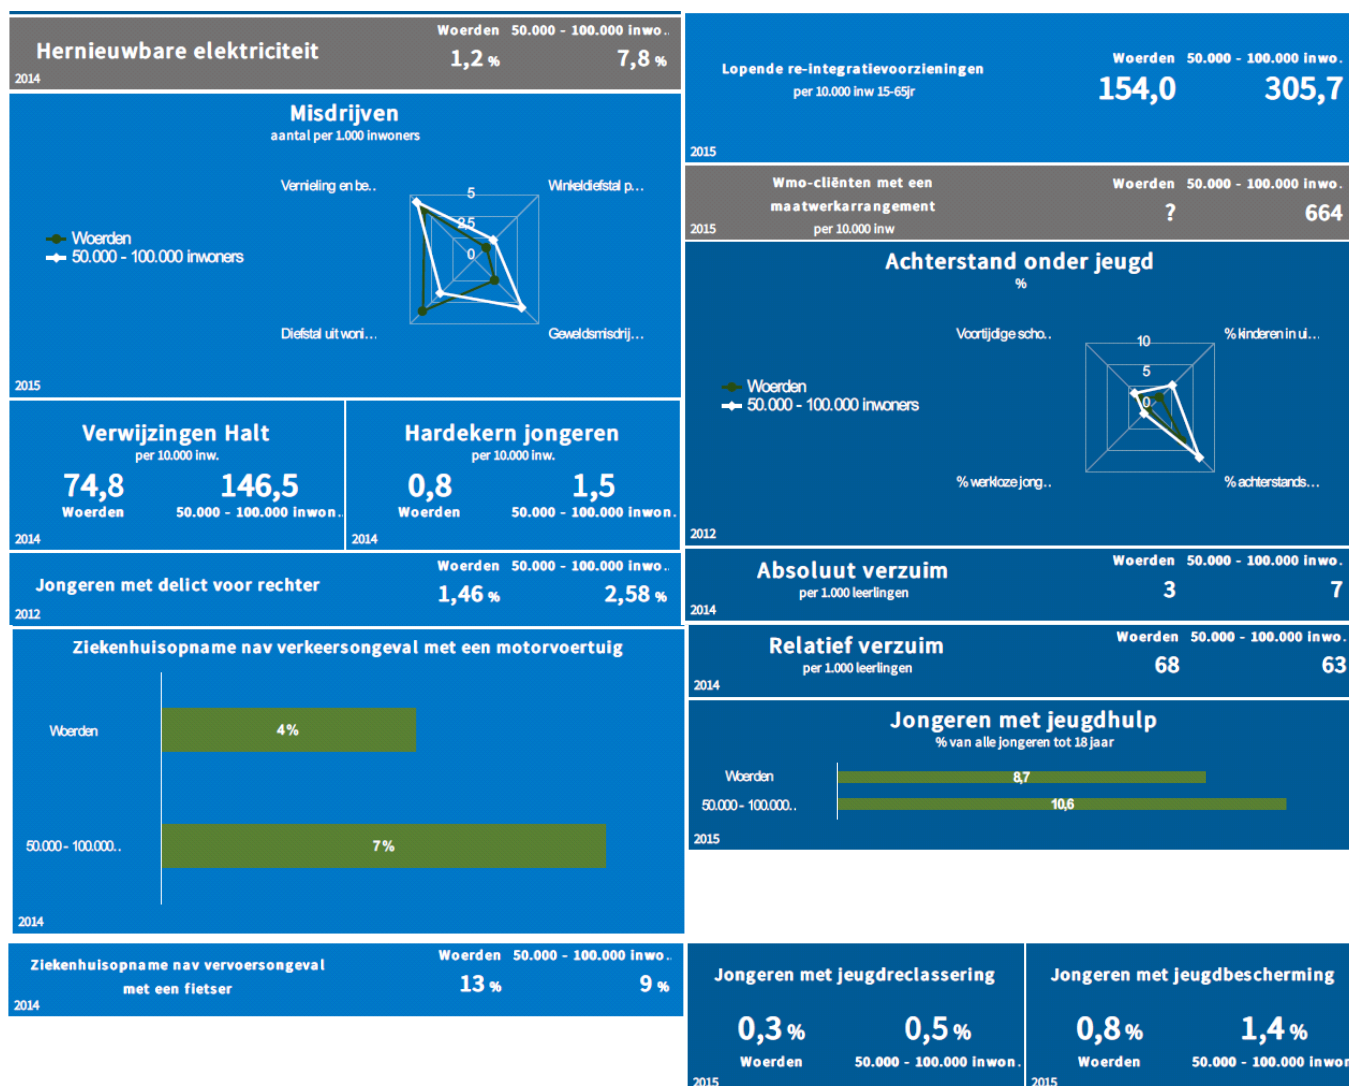 Hernieuwbare elektriciteit
Woerden 50.000 - 100.000 inwo..
1,2 % 7,8 %
2014
Misdrijven
aantal per 1.000 inwoners
Vernieling en be.. Winkeldiefstal p...
5
2,5
0
Woerden
50.000 - 100.000 inwoners
Diefstal uit woni... Geweldsmisdrij...
2015
Verwijzingen Halt
per 10.000 inw.
74,8 146,5
Woerden 50.000 - 100.000 inwon.
2014
Hardekern jongeren
per 10.000 inw.
0,8 1,5
Woerden 50.000 - 100.000 inwon.
2014
Jongeren met delict voor rechter
Woerden 50.000 - 100.000 inwo..
1,46 % 2,58 %
2012
Ziekenhuisopname nav verkeersongeval met een motorvoertuig
Woerden 4%
50.000 - 100.000.. 7%
2014
Ziekenhuisopname nav vervoersongeval
met een fietser
Woerden 50.000 - 100.000 inwo..
13 % 9 %
2014
Lopende re-integratievoorzieningen
per 10.000 inw 15-65jr
Woerden 50.000 - 100.000 inwo.
154,0 305,7
2015
Wmo-cliënten met een
maatwerkarrangement
per 10.000 inw
Woerden 50.000 - 100.000 inwo.
? 664
2015
Achterstand onder jeugd
%
Voortijdige scho.. % kinderen in ui...
10
5
0
Woerden
50.000 - 100.000 inwoners
% werkloze jong... % achterstands...
2012
Absoluut verzuim
per 1.000 leerlingen
Woerden 50.000 - 100.000 inwo.
3 7
2014
Relatief verzuim
per 1.000 leerlingen
Woerden 50.000 - 100.000 inwo.
68 63
2014
Jongeren met jeugdhulp
% van alle jongeren tot 18 jaar
Woerden 8,7
50.000 - 100.000.. 10,6
2015
Jongeren met jeugdreclassering
0,3 % 0,5 %
Woerden 50.000 - 100.000 inwon.
2015
Jongeren met jeugdbescherming
0,8 % 1,4 %
Woerden 50.000 - 100.000 inwon
2015